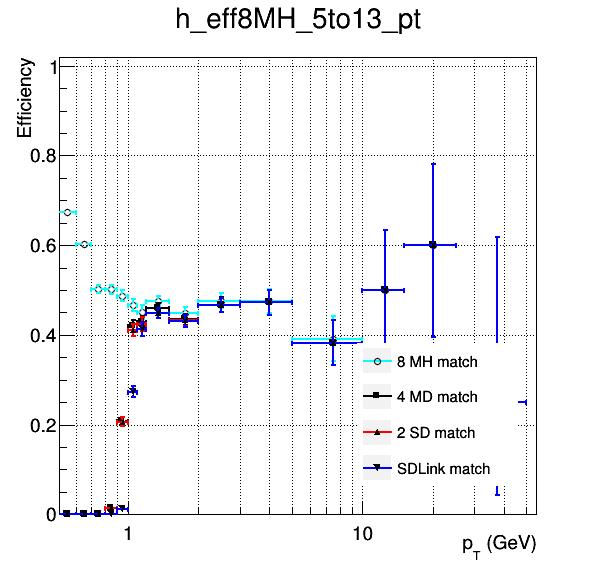 h_eff8MH_5to13_pt
Efficiency
1
0.8
0.6
0.4
0.2
0
8 MH match
4 MD match
2 SD match
SDLink match
1 10
p_T (GeV)